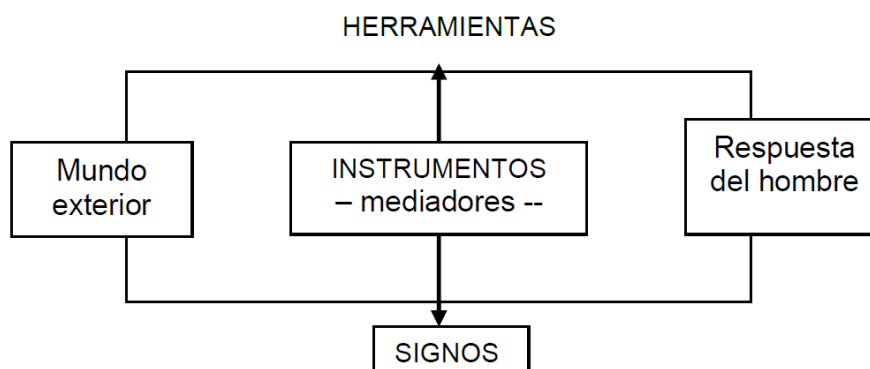 HERRAMIENTAS
Mundo
exterior
INSTRUMENTOS
– mediadores --
Respuesta
del hombre
SIGNOS